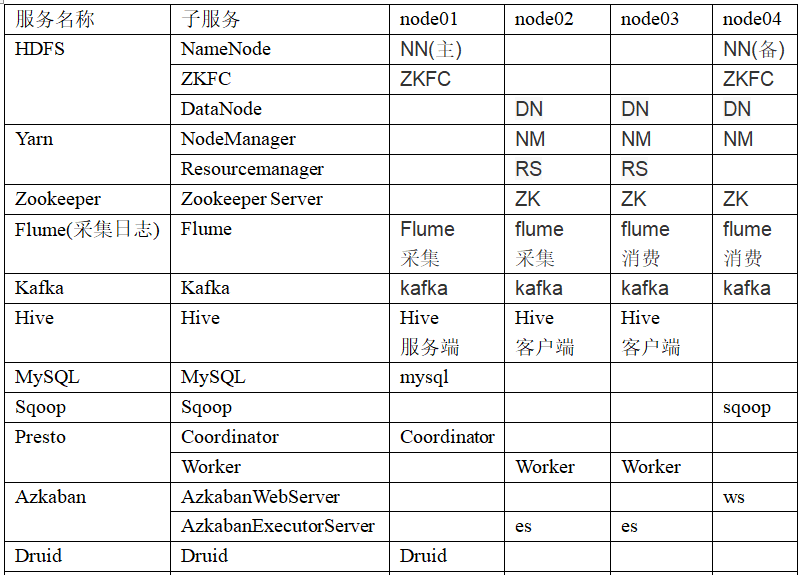 服务名称 子服务 node01 node02 node03 node04
HDFS NameNode NN(主) NN(备)
ZKFC ZKFC ZKFC
DataNode DN DN DN
Yarn NodeManager NM NM NM
Resourcemanager RS RS
Zookeeper Zookeeper Server ZK ZK ZK
Flume(采集日志) Flume Flume flume flume flume
采集 采集 消费 消费
Kafka Kafka kafka kafka kafka kafka
Hive Hive Hive Hive Hive
服务端 客户端 客户端
MySQL MySQL mysql
Sqoop Sqoop sqoop
Presto Coordinator Coordinator
Worker Worker Worker
Azkaban AzkabanWebServer ws
AzkabanExecutorServer es es
Druid Druid Druid